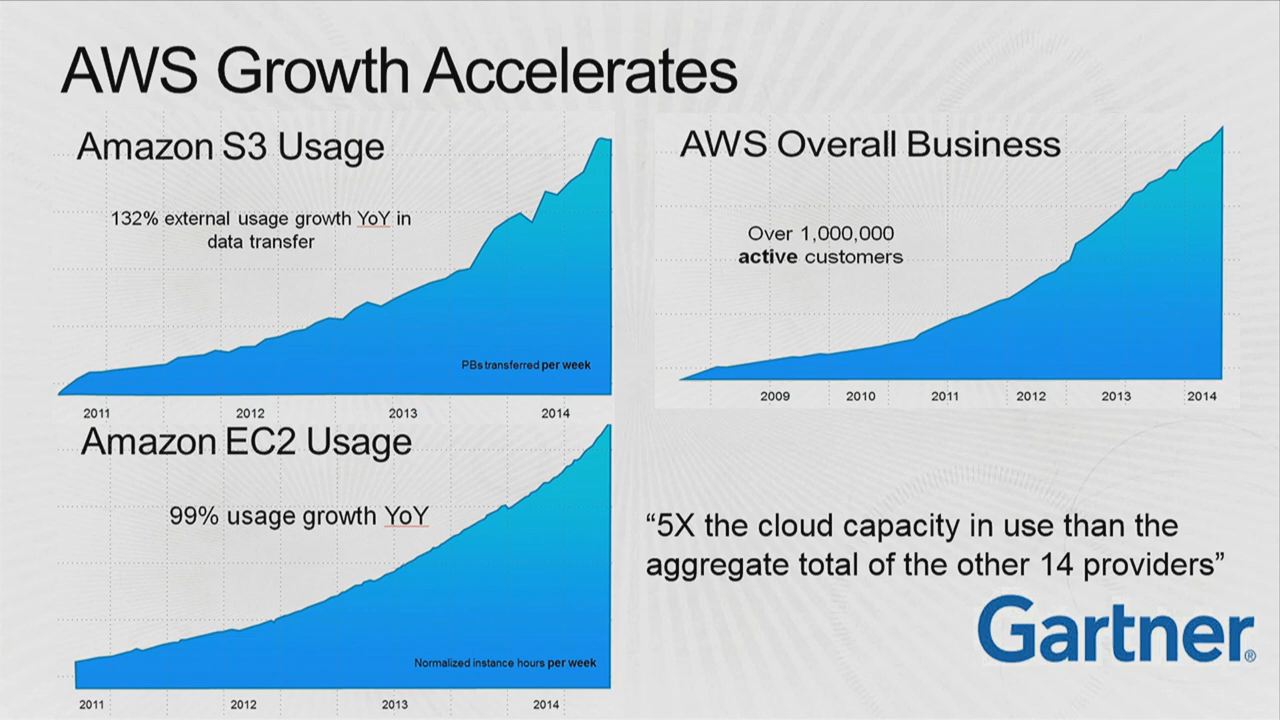 AWS Growth Accelerates
Amazon S3 Usage
132% external usage growth YoY in
data transfer
PBs transferred per week
2011 2012 2013 2014
AWS Overall Business
Over 1,000,000
active customers
2009 2010 2011 2012 2013 2014
Amazon EC2 Usage
99% usage growth YoY
Normalized instance hours per week
2011 2012 2013 2014
“5X the cloud capacity in use than the
aggregate total of the other 14 providers”
Gartner®